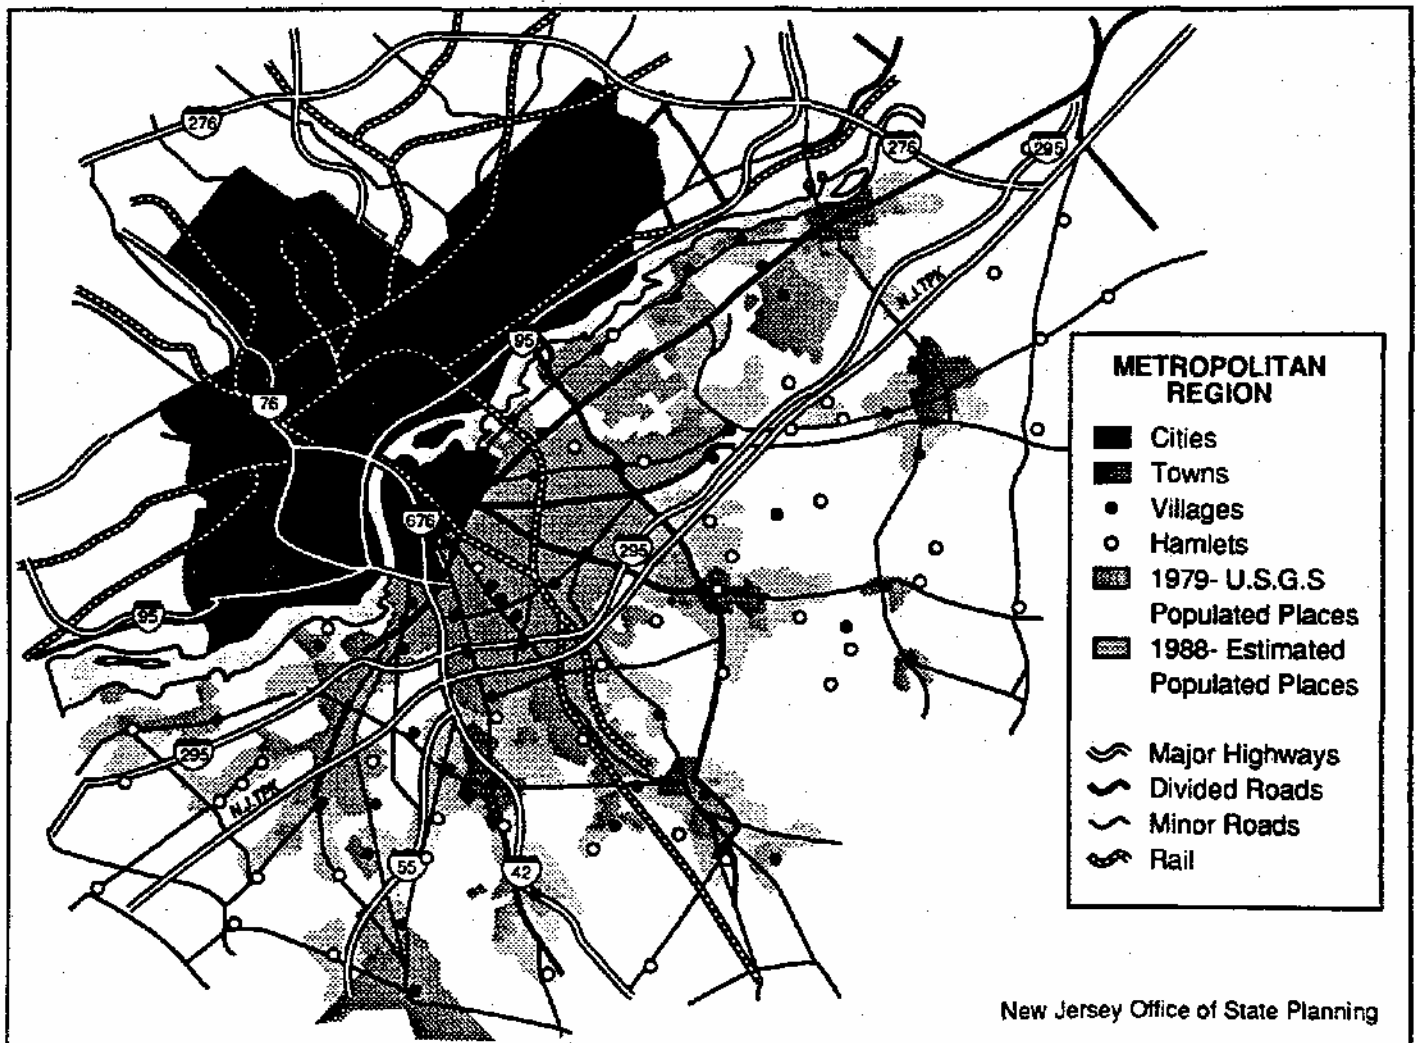 276
276
295
N.J. TPK
95
76
676
295
95
295
N.J. TPK
55
42
METROPOLITAN
REGION
Cities
Towns
Villages
Hamlets
1979- U.S.G.S
Populated Places
1988- Estimated
Populated Places
Major Highways
Divided Roads
Minor Roads
Rail
New Jersey Office of State Planning